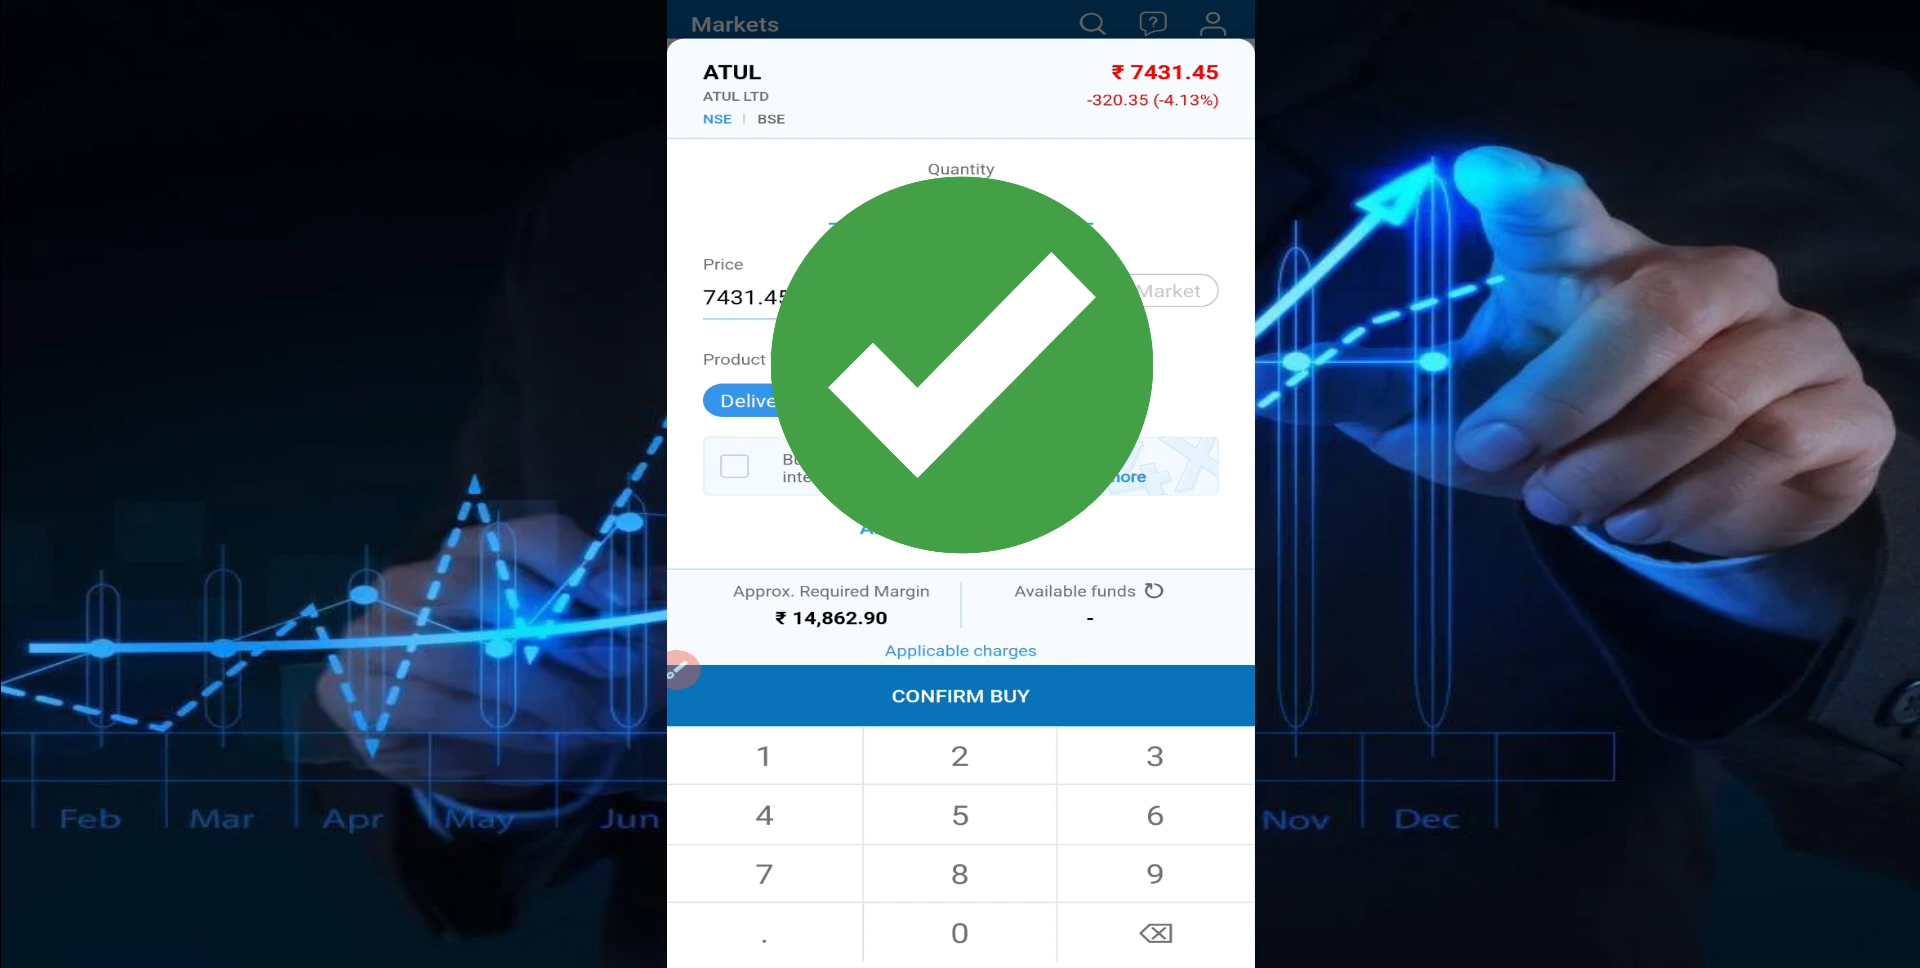 Markets
ATUL
₹ 7431.45
ATUL LTD
-320.35 (-4.13%)
NSE | BSE
Quantity
Price
7431.45
Market
Product
Approx. Required Margin
Available funds
₹ 14,862.90
-
Applicable charges
CONFIRM BUY
1 2 3
4 5 6
7 8 9
. 0
Feb Mar Apr May Jun Nov Dec